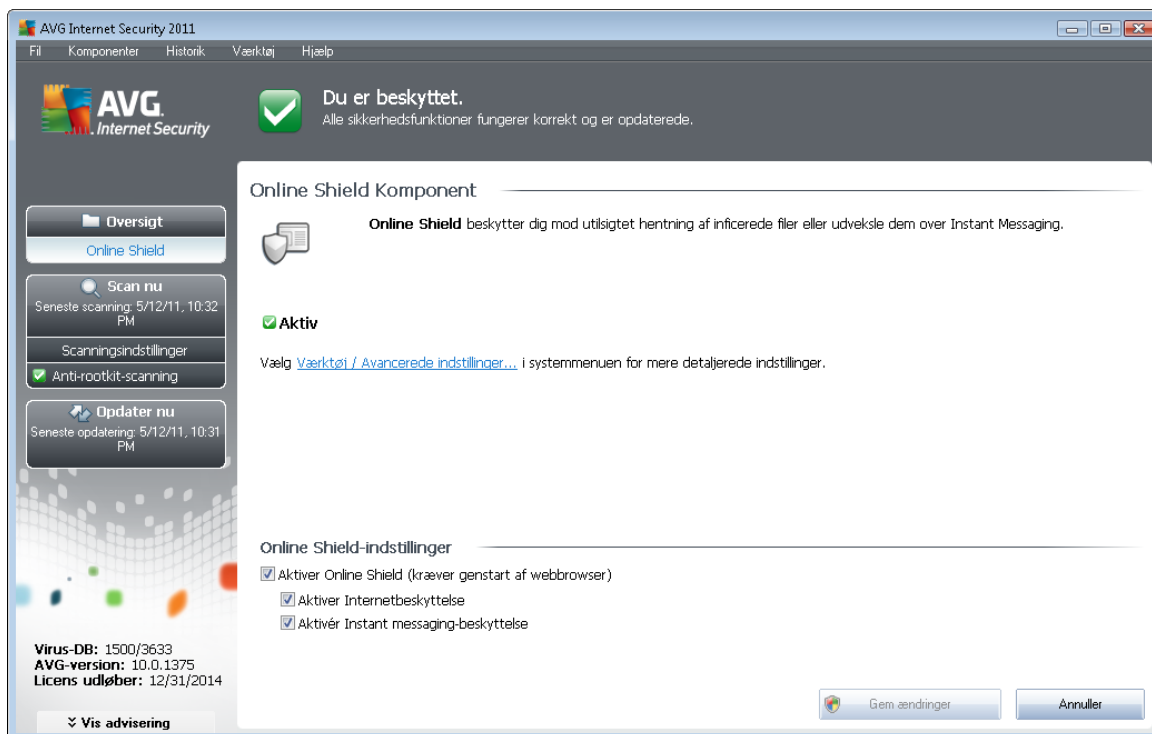 AVG Internet Security 2011
Fil Komponenter Historik Værktøj Hjælp
AVG.
Internet Security
Du er beskyttet.
Alle sikkerhedsfunktioner fungerer korrekt og er opdaterede.
Oversigt
Online Shield
Scan nu
Seneste scanning: 5/12/11, 10:32
PM
Scanningsindstillinger
Anti-rootkit-scanning
Opdater nu
Seneste opdatering: 5/12/11, 10:31
PM
Virus-DB: 1500/3633
AVG-version: 10.0.1375
Licens udløber: 12/31/2014
Vis advisering
Online Shield Komponent
Online Shield beskytter dig mod utilsigtet hentning af inficerede filer eller udveksle dem over Instant Messaging.
Aktiv
Vælg Værktøj / Avancerede indstillinger... i systemmenuen for mere detaljerede indstillinger.
Online Shield-indstillinger
Aktiver Online Shield (kræver genstart af webbrowser)
Aktiver Internetbeskyttelse
Aktivér Instant messaging-beskyttelse
Gem ændringer
Annuller